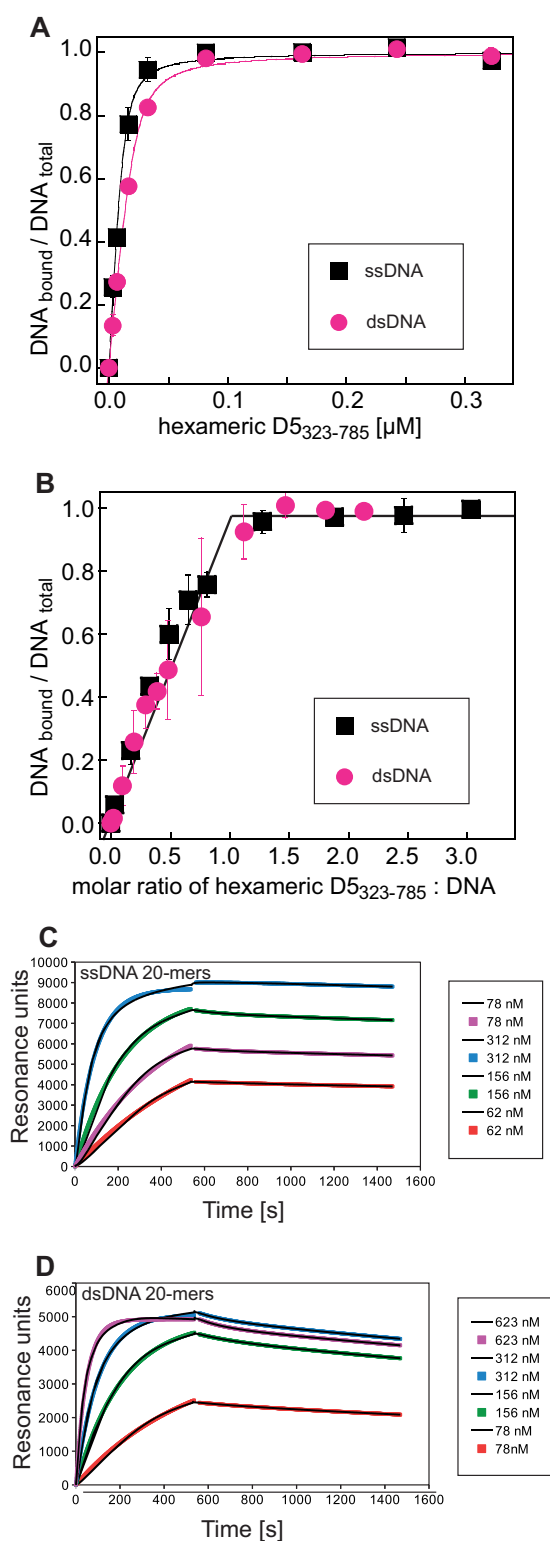 A
1.0
0.8
0.6
0.4
0.2
0.0
DNA bound / DNA total
ssDNA
dsDNA
0.0 0.1 0.2 0.3
hexameric D5323-785 [µM]
B
1.0
0.8
0.6
0.4
0.2
0.0
DNA bound / DNA total
ssDNA
dsDNA
0.0 0.5 1.0 1.5 2.0 2.5 3.0
molar ratio of hexameric D5323-785 : DNA
C
ssDNA 20-mers
10000
9000
8000
7000
6000
5000
4000
3000
2000
1000
0
Resonance units
0 200 400 600 800 1000 1200 1400 1600
Time [s]
78 nM
78 nM
312 nM
312 nM
156 nM
156 nM
62 nM
62 nM
D
dsDNA 20-mers
6000
5000
4000
3000
2000
1000
0
Resonance units
0 200 400 600 800 1000 1200 1400 1600
Time [s]
623 nM
623 nM
312 nM
312 nM
156 nM
156 nM
78 nM
78nM